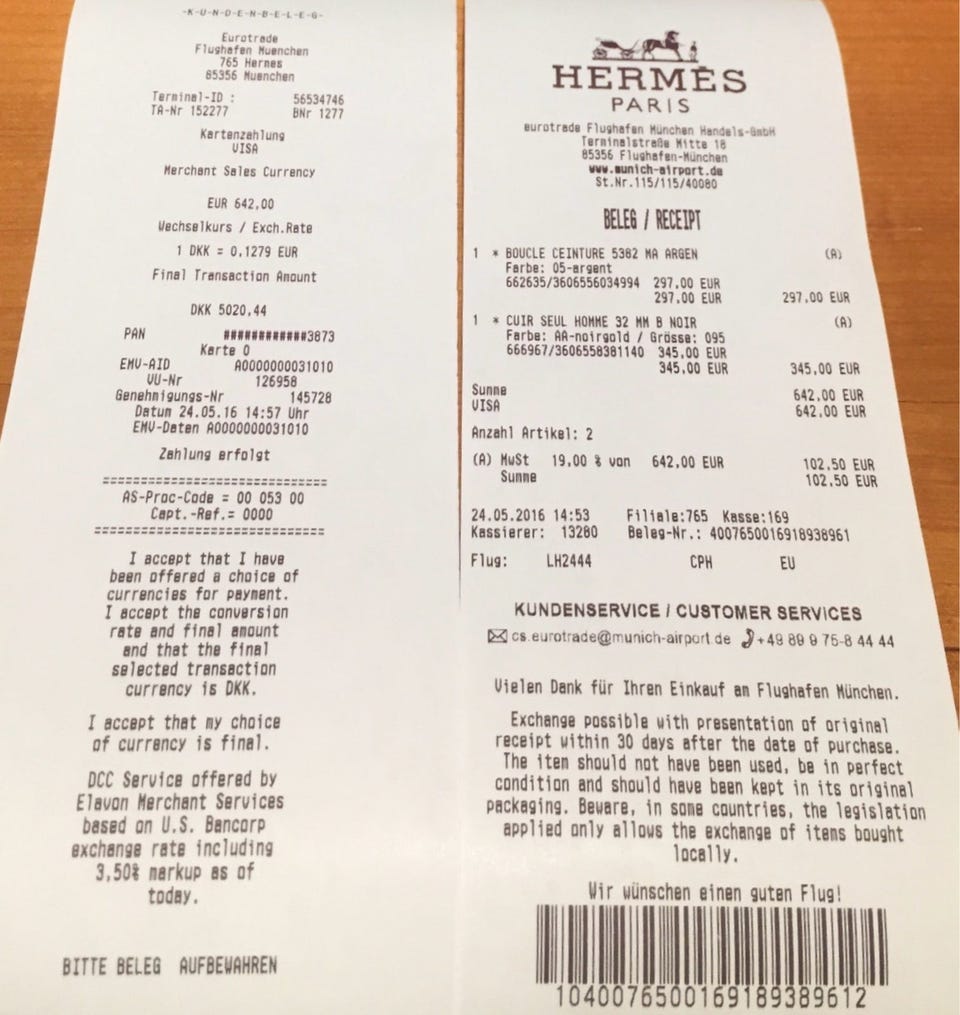 -K-U-N-D-E-N-B-E-L-E-G-
Eurotrade
Flughafen Muenchen
765 Hermes
85356 Muenchen
Terminal-ID : 56534746
TA-Nr 152277 BNr 1277
Kartenzahlung
VISA
Merchant Sales Currency
EUR 642,00
Wechselkurs / Exch.Rate
1 DKK = 0,1279 EUR
Final Transaction Amount
DKK 5020,44
PAN ############3873
Karte 0
EMV-AID A0000000031010
VU-Nr 126958
Genehmigungs-Nr 145728
Datum 24.05.16 14:57 Uhr
EMV-Daten A0000000031010
Zahlung erfolgt
=============================
AS-Proc-Code = 00 053 00
Capt.-Ref.= 0000
=============================
I accept that I have
been offered a choice of
currencies for payment.
I accept the conversion
rate and final amount
and that the final
selected transaction
currency is DKK.
I accept that my choice
of currency is final.
DCC Service offered by
Elavon Merchant Services
based on U.S. Bancorp
exchange rate including
3,50% markup as of
today.
BITTE BELEG AUFBEWAHREN
HERMÈS
PARIS
eurotrade Flughafen München Handels-GmbH
Terminalstraße Mitte 18
85356 Flughafen-München
www.munich-airport.de
St.Nr.115/115/40080
BELEG / RECEIPT
1 * BOUCLE CEINTURE 5382 MA ARGEN (A)
Farbe: 05-argent
662635/3606556034994 297,00 EUR
297,00 EUR 297,00 EUR
1 * CUIR SEUL HOMME 32 MM B NOIR (A)
Farbe: AA-noirgold / Grösse: 095
666967/3606558381140 345,00 EUR
345,00 EUR 345,00 EUR
Summe 642,00 EUR
VISA 642,00 EUR
Anzahl Artikel: 2
(A) MwSt 19.00 % von 642,00 EUR 102,50 EUR
Summe 102,50 EUR
24.05.2016 14:53 Filiale:765 Kasse:169
Kassierer: 13280 Beleg-Nr.: 4007650016918938961
Flug: LH2444 CPH EU
KUNDENSERVICE / CUSTOMER SERVICES
cs.eurotrade@munich-airport.de +49 89 9 75-8 44 44
Vielen Dank für Ihren Einkauf am Flughafen München.
Exchange possible with presentation of original
receipt within 30 days after the date of purchase.
The item should not have been used, be in perfect
condition and should have been kept in its original
packaging. Beware, in some countries, the legislation
applied only allows the exchange of items bought
locally.
Wir wünschen einen guten Flug!
10400765001691893896​12